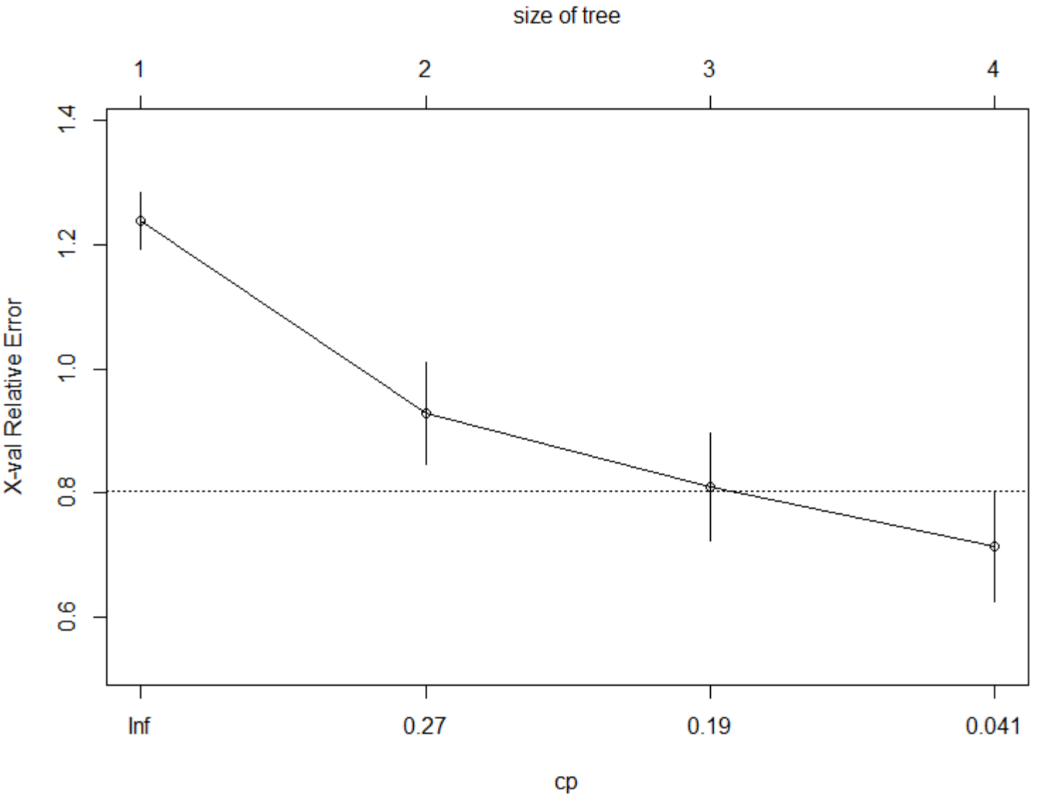 size of tree
1 2 3 4
1.4
1.2
1.0
0.8
0.6
X-val Relative Error
Inf 0.27 0.19 0.041
cp